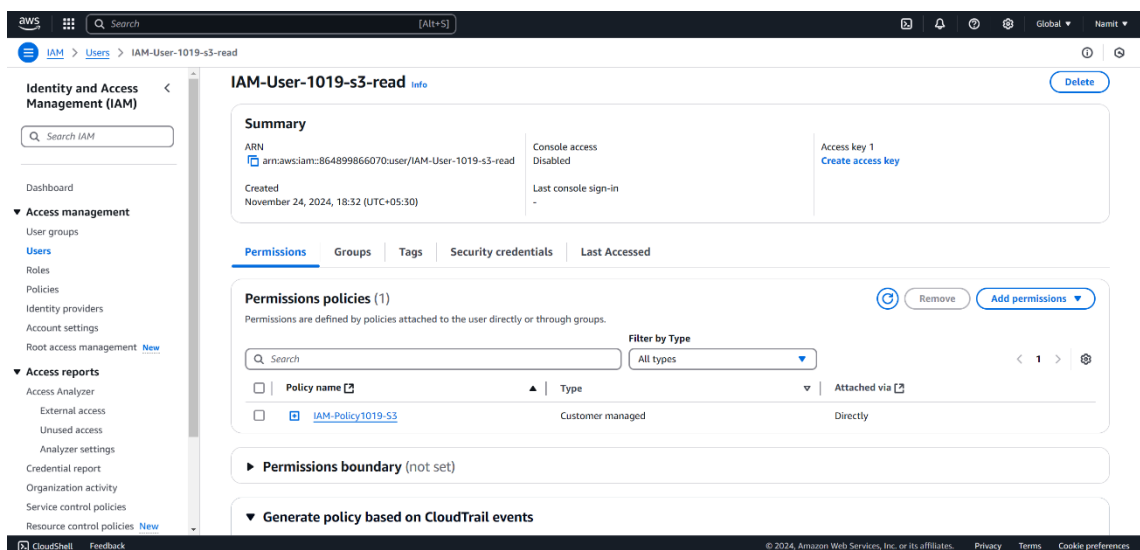 aws
Search [Alt+S] Global ▼ Namit ▼
IAM > Users > IAM-User-1019-s3-read
Identity and Access Management (IAM)
Search IAM
Dashboard
▼ Access management
User groups
Users
Roles
Policies
Identity providers
Account settings
Root access management New
▼ Access reports
Access Analyzer
External access
Unused access
Analyzer settings
Credential report
Organization activity
Service control policies
Resource control policies New
IAM-User-1019-s3-read Info
Delete
Summary
ARN
arn:aws:iam::864899866070:user/IAM-User-1019-s3-read
Created
November 24, 2024, 18:32 (UTC+05:30)
Console access
Disabled
Last console sign-in
-
Access key 1
Create access key
Permissions Groups Tags Security credentials Last Accessed
Permissions policies (1)
Remove
Add permissions ▼
Permissions are defined by policies attached to the user directly or through groups.
Filter by Type
Search
All types
< 1 >
Policy name ▲ Type ▽ Attached via
IAM-Policy1019-S3 Customer managed Directly
▶ Permissions boundary (not set)
▼ Generate policy based on CloudTrail events
CloudShell Feedback
© 2024, Amazon Web Services, Inc. or its affiliates. Privacy Terms Cookie preferences